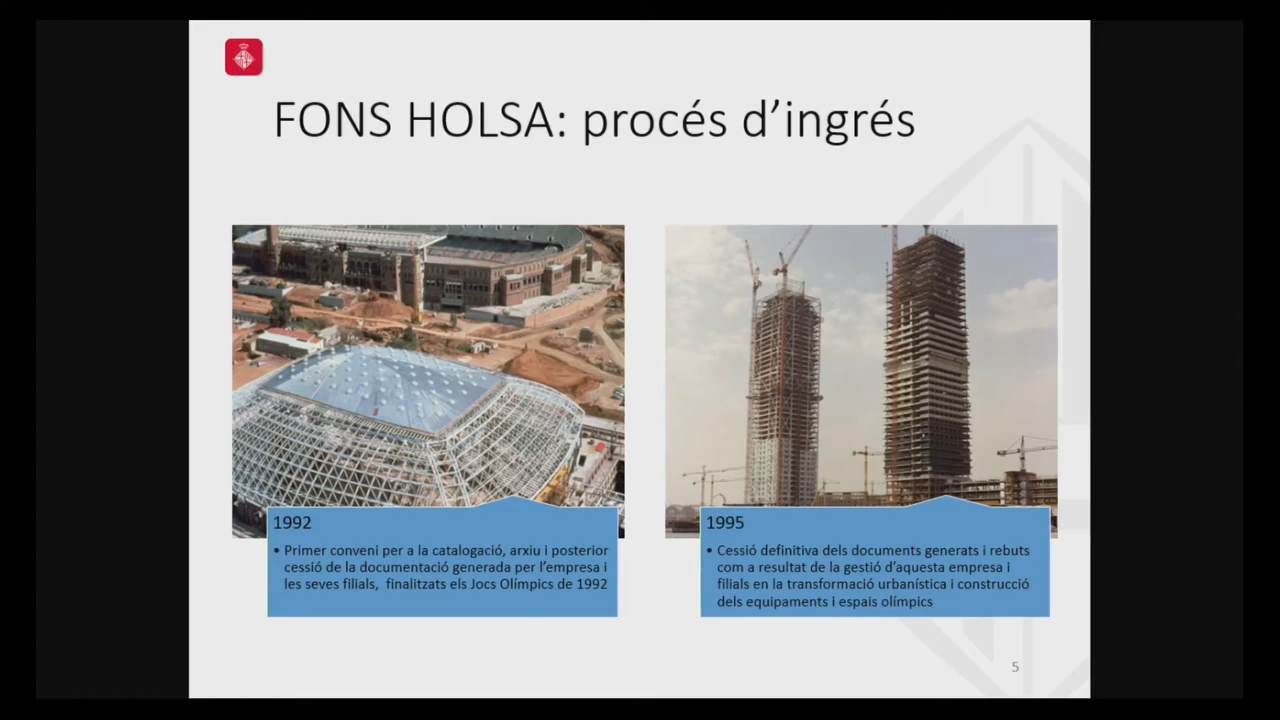 FONS HOLSA: procés d’ingrés
1992
• Primer conveni per a la catalogació, arxiu i posterior
cessió de la documentació generada per l’empresa i
les seves filials, finalitzats els Jocs Olímpics de 1992
1995
• Cessió definitiva dels documents generats i rebuts
com a resultat de la gestió d’aquesta empresa i
filials en la transformació urbanística i construcció
dels equipaments i espais olímpics
5